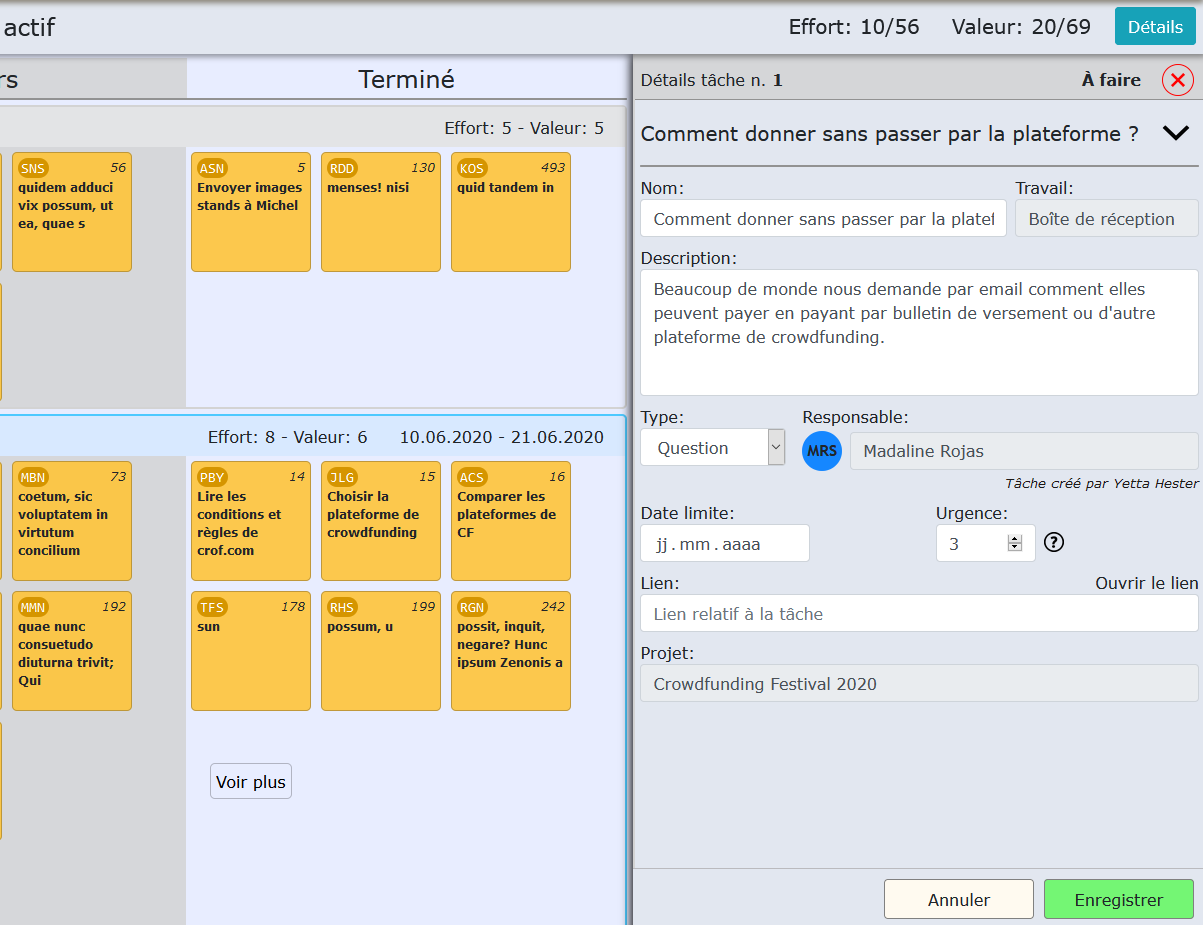 actif
Effort: 10/56
Valeur: 20/69
Détails
rs
Terminé
Effort: 5 - Valeur: 5
SNS 56
quidem adduci
vix possum, ut
ea, quae s
ASN 5
Envoyer images
stands à Michel
RDD 130
menses! nisi
KOS 493
quid tandem in
Effort: 8 - Valeur: 6
10.06.2020 - 21.06.2020
MBN 73
coetum, sic
voluptatem in
virtutum
concilium
PBY 14
Lire les
conditions et
règles de
crof.com
JLG 15
Choisir la
plateforme de
crowdfunding
ACS 16
Comparer les
plateformes de
CF
MMN 192
quae nunc
consuetudo
diuturna trivit;
Qui
TFS 178
sun
RHS 199
possum, u
RGN 242
possit, inquit,
negare? Hunc
ipsum Zenonis a
Voir plus
Détails tâche n. 1
À faire
Comment donner sans passer par la plateforme ?
Nom:
Travail:
Comment donner sans passer par la platef
Boîte de réception
Description:
Beaucoup de monde nous demande par email comment elles
peuvent payer en payant par bulletin de versement ou d'autre
plateforme de crowdfunding.
Type:
Responsable:
Question
MRS
Madaline Rojas
Tâche créé par Yetta Hester
Date limite:
Urgence:
jj . mm . aaaa
3
?
Lien:
Ouvrir le lien
Lien relatif à la tâche
Projet:
Crowdfunding Festival 2020
Annuler
Enregistrer